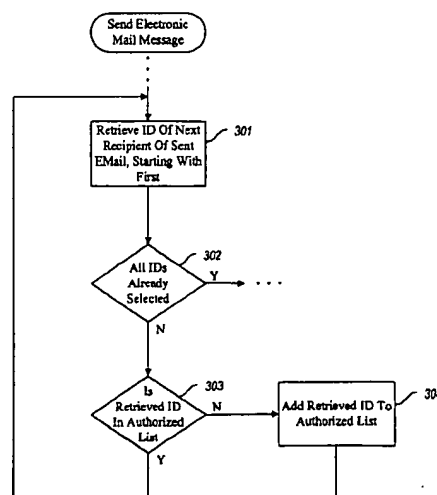 Send Electronic
Mail Message
Retrieve ID Of Next
Recipient Of Sent
EMail, Starting With
First
301
All IDs
Already
Selected
302
Y
N
Is
Retrieved ID
In Authorized
List
303
N
Y
Add Retrieved ID To
Authorized List